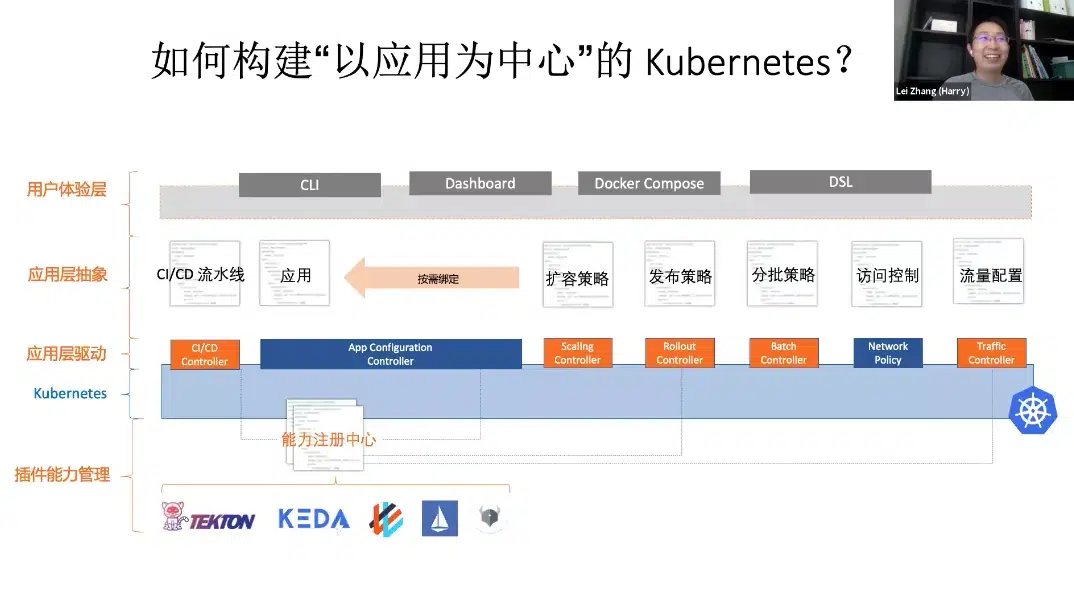 如何构建“以应用为中心”的 Kubernetes？
Lei Zhang (Harry)
用户体验层
CLI
Dashboard
Docker Compose
DSL
应用层抽象
CI/CD 流水线
应用
按需绑定
扩容策略
发布策略
分批策略
访问控制
流量配置
应用层驱动
CI/CD
Controller
App Configuration
Controller
Scaling
Controller
Rollout
Controller
Batch
Controller
Network
Policy
Traffic
Controller
Kubernetes
能力注册中心
插件能力管理
TEKTON
KEDA